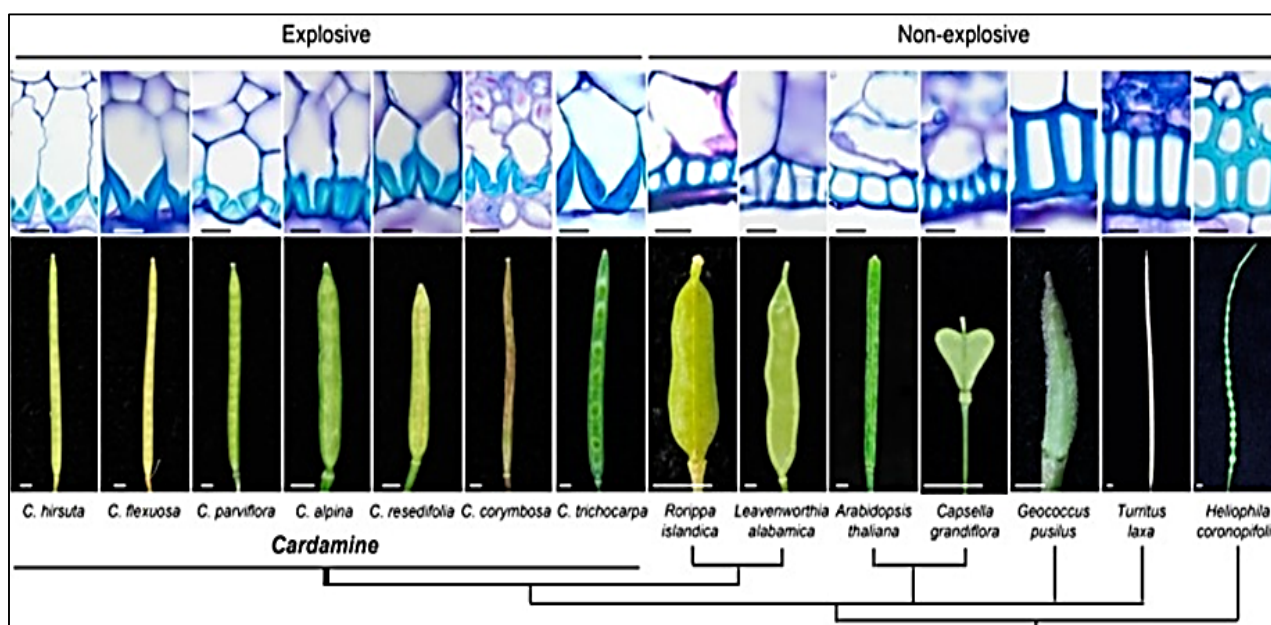 Explosive
Non-explosive
C. hirsuta
C. flexuosa
C. parviflora
C. alpina
C. resedifolia
C. corymbosa
C. trichocarpa
Rorippa
islandica
Leavenworthia
alabamica
Arabidopsis
thaliana
Capsella
grandiflora
Geococcus
pusilus
Turritus
laxa
Heliophila
coronopifoli
Cardamine